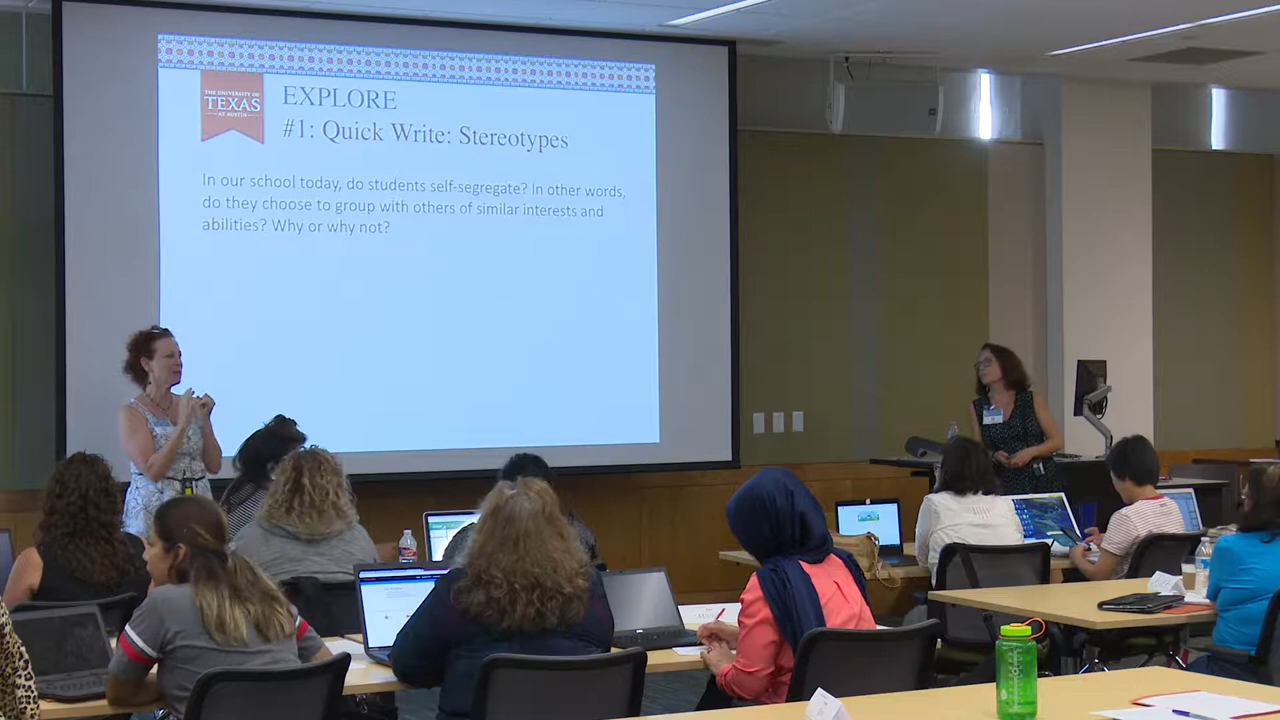 THE UNIVERSITY OF
TEXAS
AT AUSTIN
EXPLORE
#1: Quick Write: Stereotypes
In our school today, do students self-segregate? In other words,
do they choose to group with others of similar interests and
abilities? Why or why not?